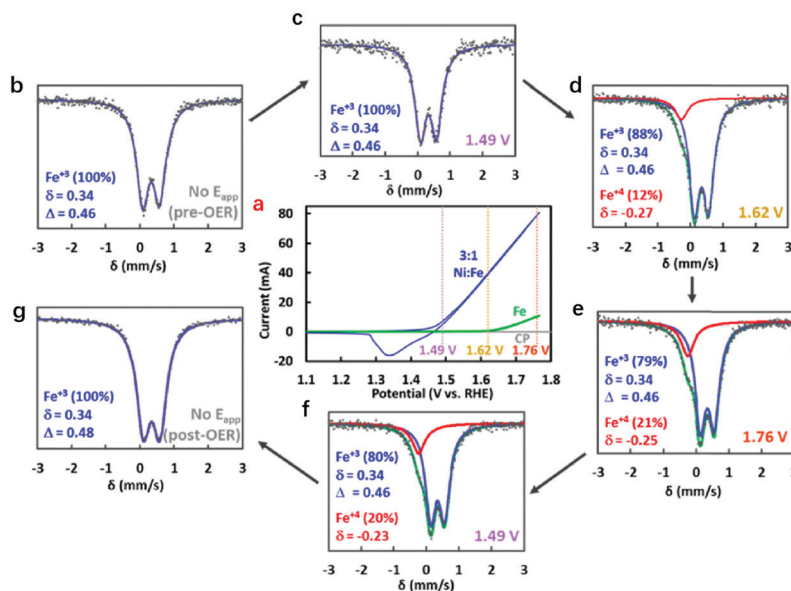 c
-3 -2 -1 0 1 2 3
δ (mm/s)
Fe+3 (100%)
δ = 0.34
Δ = 0.46
1.49 V
b
Fe+3 (100%)
δ = 0.34
Δ = 0.46
No Eapp
(pre-OER)
-3 -2 -1 0 1 2 3
δ (mm/s)
d
Fe+3 (88%)
δ = 0.34
Δ = 0.46
Fe+4 (12%)
δ = -0.27
1.62 V
-3 -2 -1 0 1 2 3
δ (mm/s)
a
80
60
40
20
0
-20
Current (mA)
3:1
Ni:Fe
Fe
CP
1.49 V
1.62 V
1.76 V
1.1 1.2 1.3 1.4 1.5 1.6 1.7 1.8
Potential (V vs. RHE)
g
Fe+3 (100%)
δ = 0.34
Δ = 0.48
No Eapp
(post-OER)
-3 -2 -1 0 1 2 3
δ (mm/s)
e
Fe+3 (79%)
δ = 0.34
Δ = 0.46
Fe+4 (21%)
δ = -0.25
1.76 V
-3 -2 -1 0 1 2 3
δ (mm/s)
f
Fe+3 (80%)
δ = 0.34
Δ = 0.46
Fe+4 (20%)
δ = -0.23
1.49 V
-3 -2 -1 0 1 2 3
δ (mm/s)